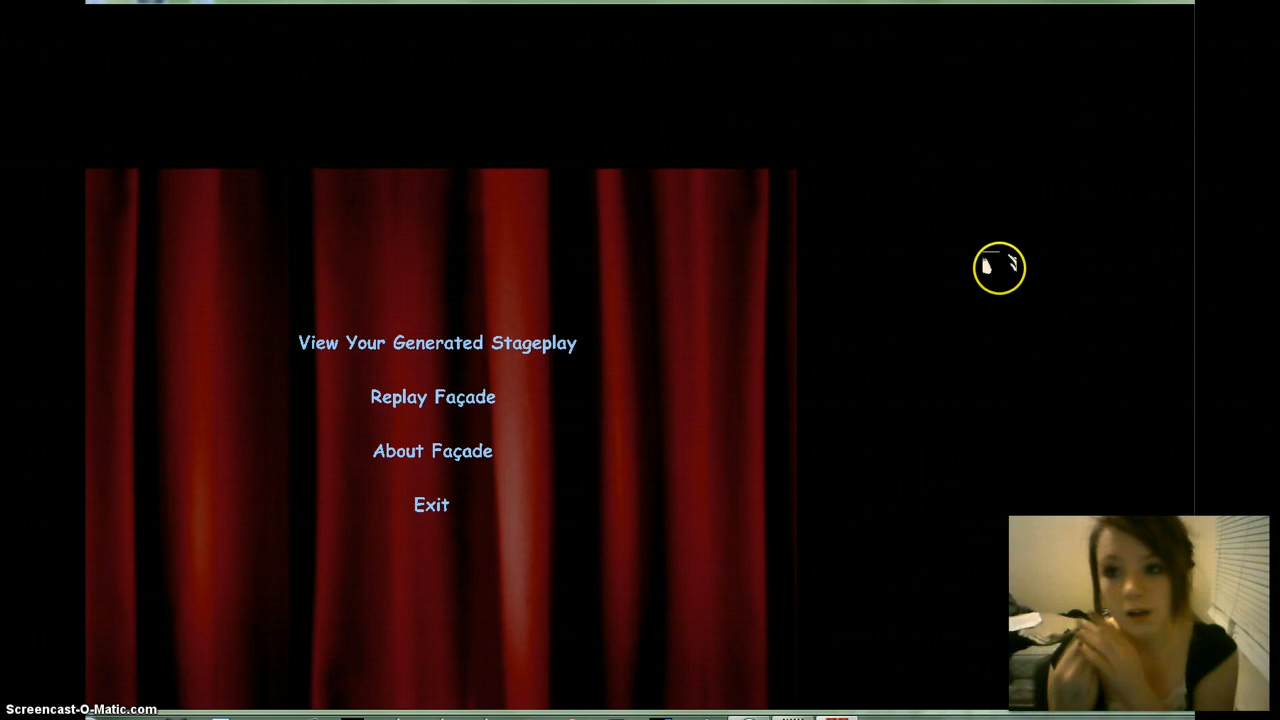 View Your Generated Stageplay
Replay Façade
About Façade
Exit
Screencast-O-Matic.com